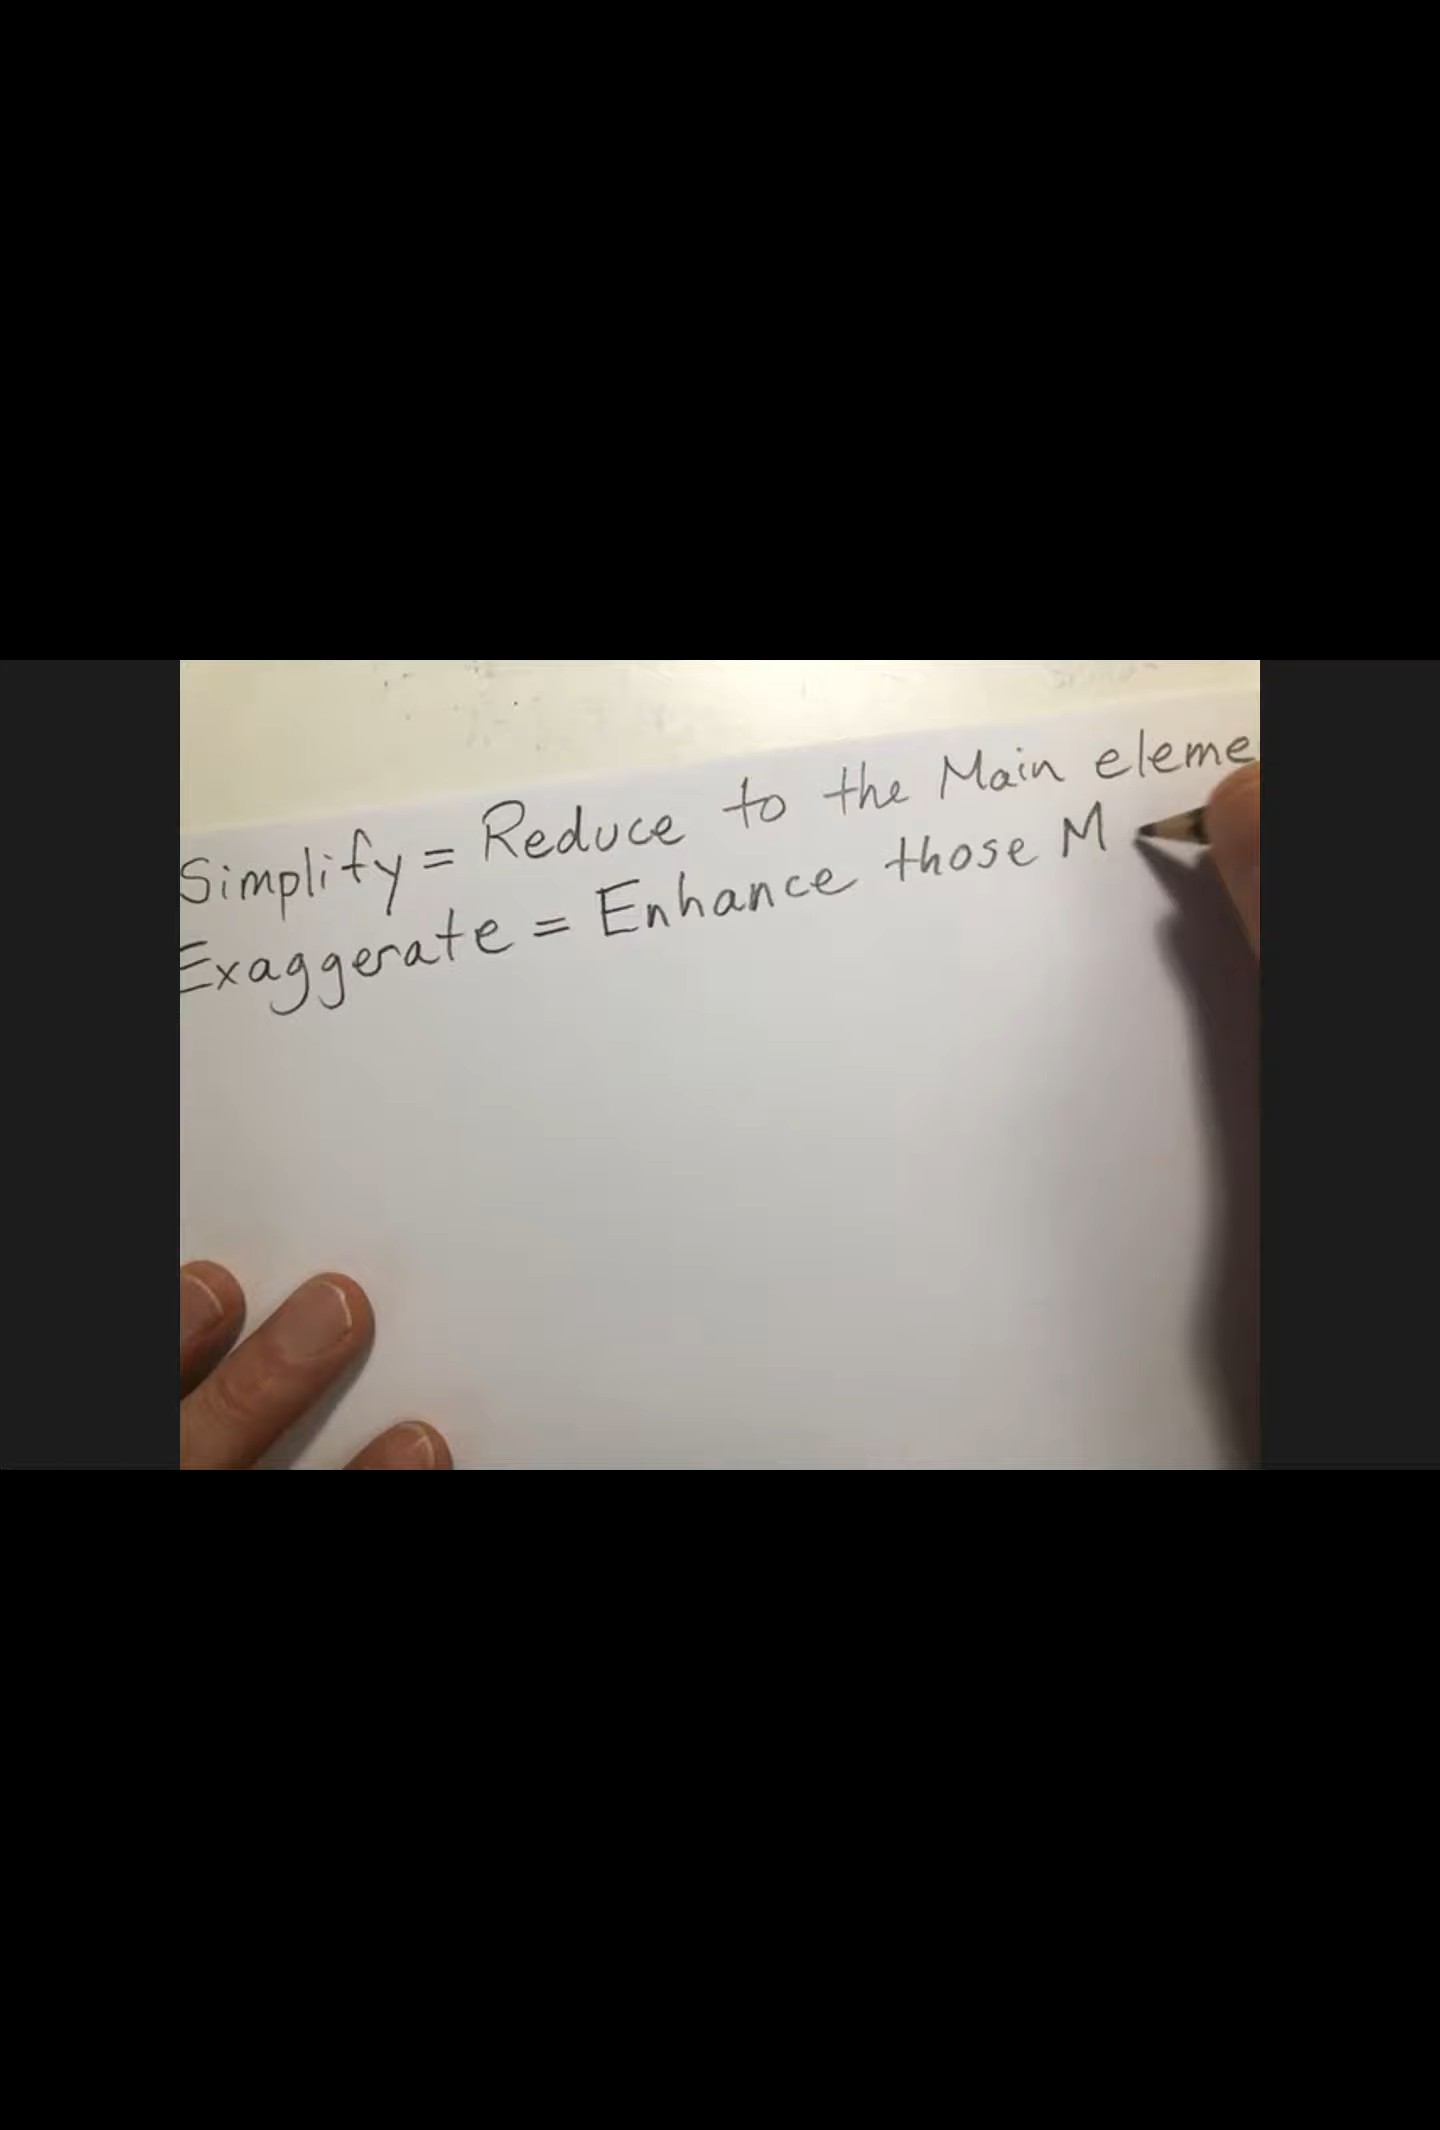 Simplify = Reduce to the Main eleme
Exaggerate = Enhance those M